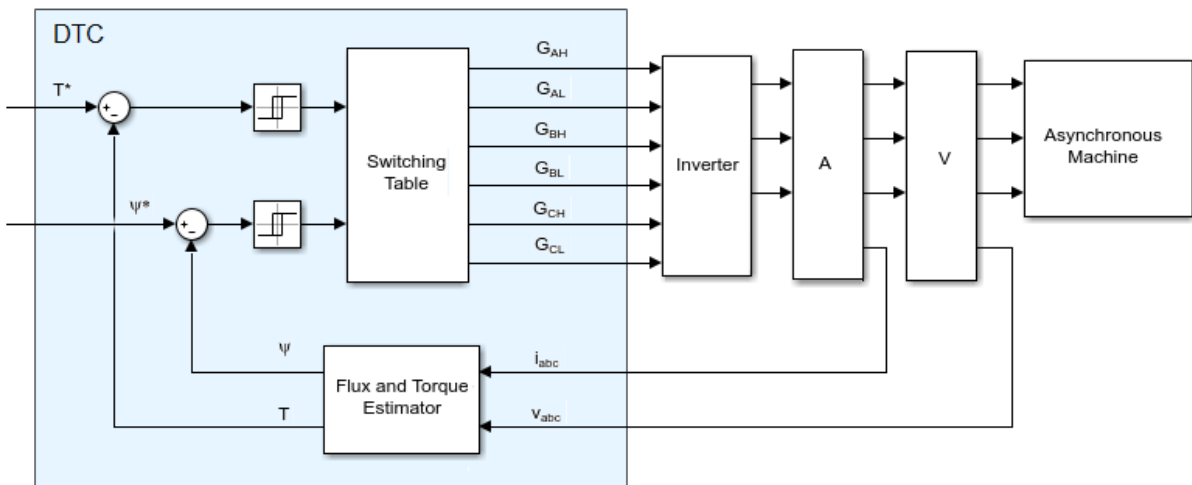 DTC
T*
+
-
ψ*
+
-
Switching
Table
G_AH
G_AL
G_BH
G_BL
G_CH
G_CL
Inverter
A
V
Asynchronous
Machine
ψ
T
Flux and Torque
Estimator
i_abc
v_abc